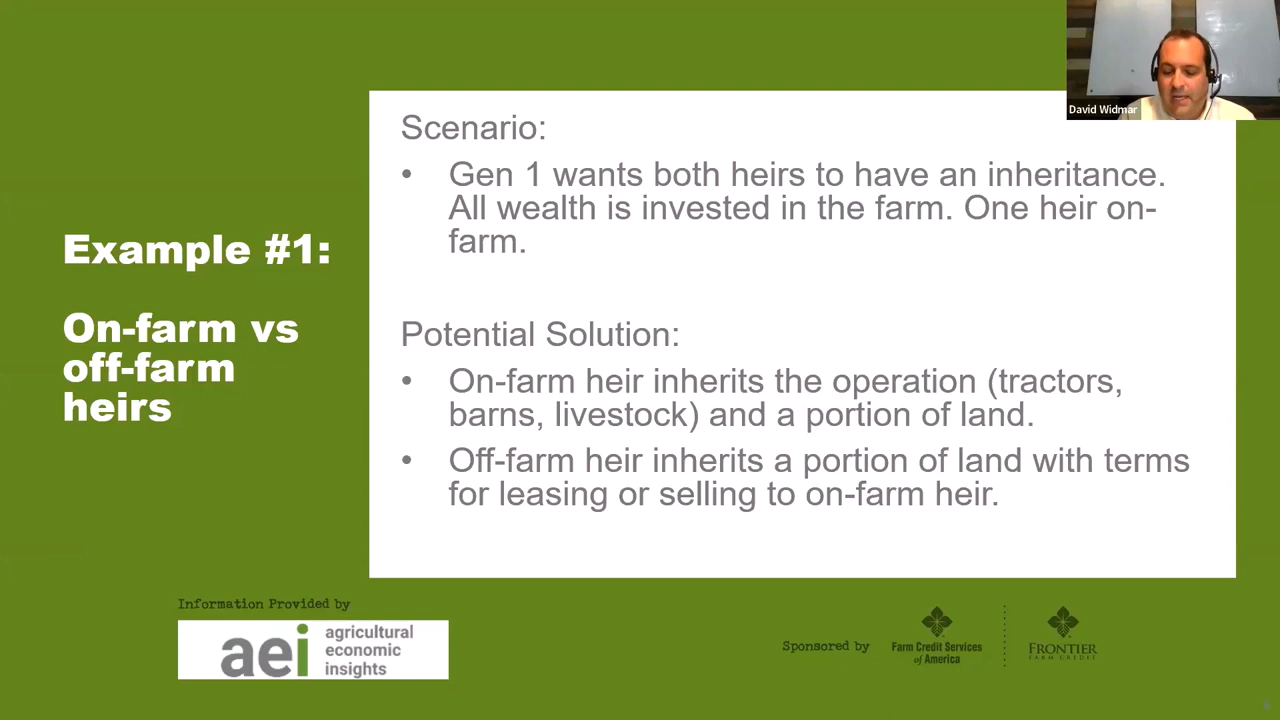 David Widmar
Scenario:
• Gen 1 wants both heirs to have an inheritance.
All wealth is invested in the farm. One heir on-
farm.
Example #1:
On-farm vs
off-farm
heirs
Potential Solution:
• On-farm heir inherits the operation (tractors,
barns, livestock) and a portion of land.
• Off-farm heir inherits a portion of land with terms
for leasing or selling to on-farm heir.
Information Provided by
aei
agricultural
economic
insights
Sponsored by
Farm Credit Services
of America
FRONTIER
FARM CREDIT